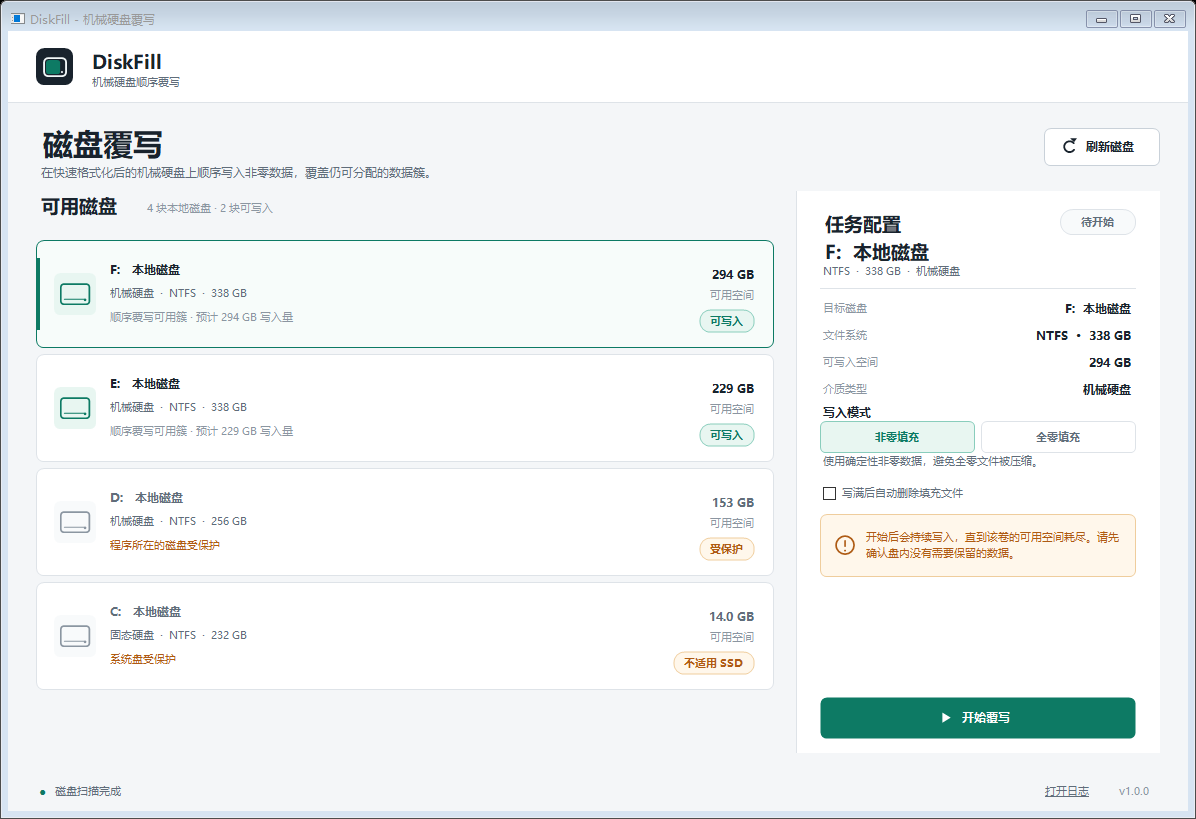 DiskFill - 机械硬盘覆写
DiskFill
机械硬盘顺序覆写
磁盘覆写
在快速格式化后的机械硬盘上顺序写入非零数据，覆盖仍可分配的数据簇。
刷新磁盘
可用磁盘
4 块本地磁盘 · 2 块可写入
F: 本地磁盘
机械硬盘 · NTFS · 338 GB
顺序覆写可用簇 · 预计 294 GB 写入量
294 GB
可用空间
可写入
E: 本地磁盘
机械硬盘 · NTFS · 338 GB
顺序覆写可用簇 · 预计 229 GB 写入量
229 GB
可用空间
可写入
D: 本地磁盘
机械硬盘 · NTFS · 256 GB
程序所在的磁盘受保护
153 GB
可用空间
受保护
C: 本地磁盘
固态硬盘 · NTFS · 232 GB
系统盘受保护
14.0 GB
可用空间
不适用 SSD
任务配置
待开始
F: 本地磁盘
NTFS · 338 GB · 机械硬盘
目标磁盘 F: 本地磁盘
文件系统 NTFS · 338 GB
可写入空间 294 GB
介质类型 机械硬盘
写入模式
非零填充 全零填充
使用确定性非零数据，避免全零文件被压缩。
写满后自动删除填充文件
开始后会持续写入，直到该卷的可用空间耗尽。请先
确认盘内没有需要保留的数据。
开始覆写
磁盘扫描完成
打开日志 v1.0.0